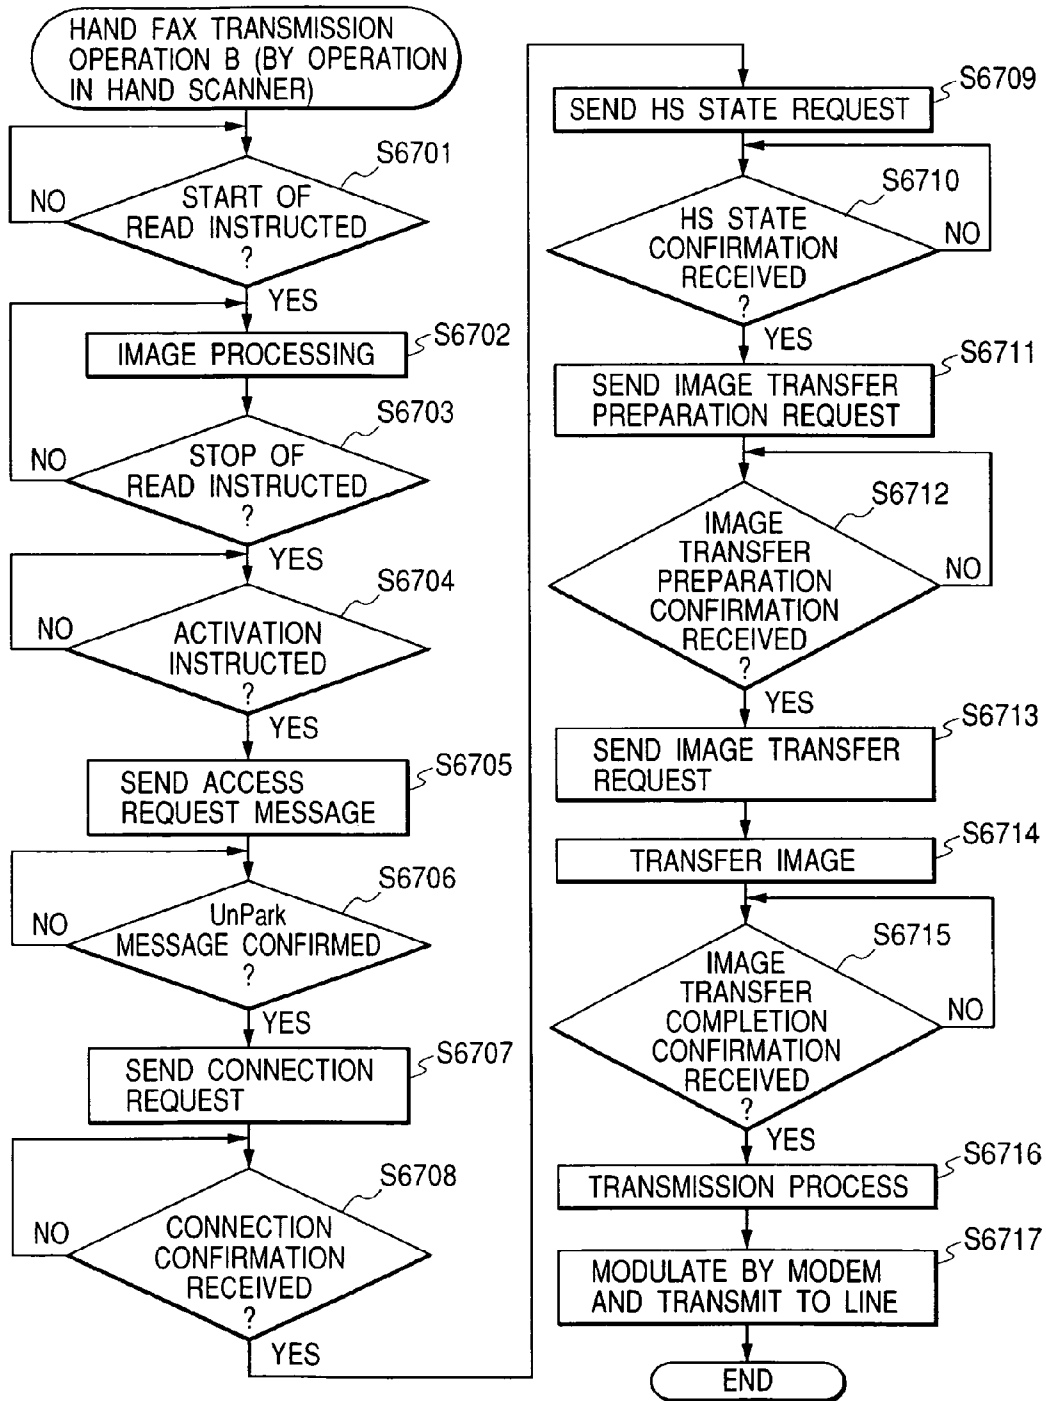 HAND FAX TRANSMISSION
OPERATION B (BY OPERATION
IN HAND SCANNER)
S6701
START OF
READ INSTRUCTED
?
NO
YES
IMAGE PROCESSING
S6702
S6703
STOP OF
READ INSTRUCTED
?
NO
YES
S6704
ACTIVATION
INSTRUCTED
?
NO
YES
S6705
SEND ACCESS
REQUEST MESSAGE
S6706
UnPark
MESSAGE CONFIRMED
?
NO
YES
S6707
SEND CONNECTION
REQUEST
S6708
CONNECTION
CONFIRMATION
RECEIVED
?
NO
YES
S6709
SEND HS STATE REQUEST
S6710
HS STATE
CONFIRMATION
RECEIVED
?
NO
YES
S6711
SEND IMAGE TRANSFER
PREPARATION REQUEST
S6712
IMAGE
TRANSFER
PREPARATION
CONFIRMATION
RECEIVED
?
NO
YES
S6713
SEND IMAGE TRANSFER
REQUEST
S6714
TRANSFER IMAGE
S6715
IMAGE
TRANSFER
COMPLETION
CONFIRMATION
RECEIVED
?
NO
YES
S6716
TRANSMISSION PROCESS
S6717
MODULATE BY MODEM
AND TRANSMIT TO LINE
END